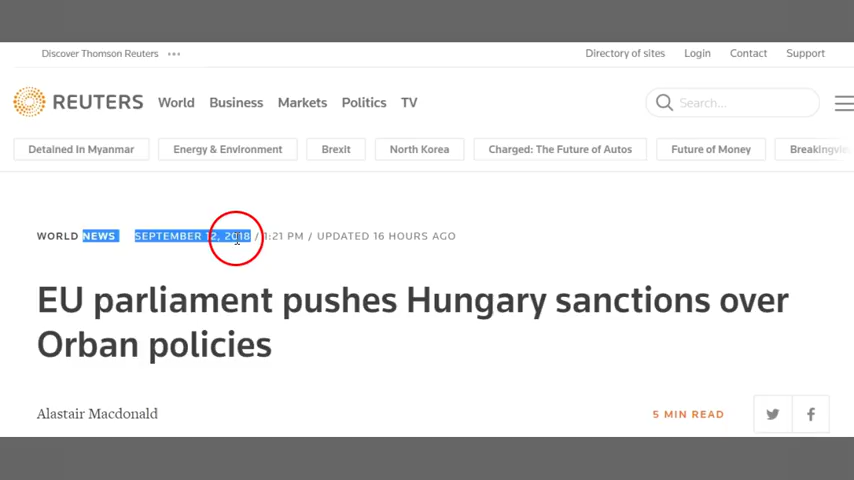 Discover Thomson Reuters ••• Directory of sites Login Contact Support
REUTERS World Business Markets Politics TV Search...
Detained In Myanmar Energy & Environment Brexit North Korea Charged: The Future of Autos Future of Money
WORLD NEWS SEPTEMBER 12, 2018 / 1:21 PM / UPDATED 16 HOURS AGO
EU parliament pushes Hungary sanctions over
Orban policies
Alastair Macdonald 5 MIN READ